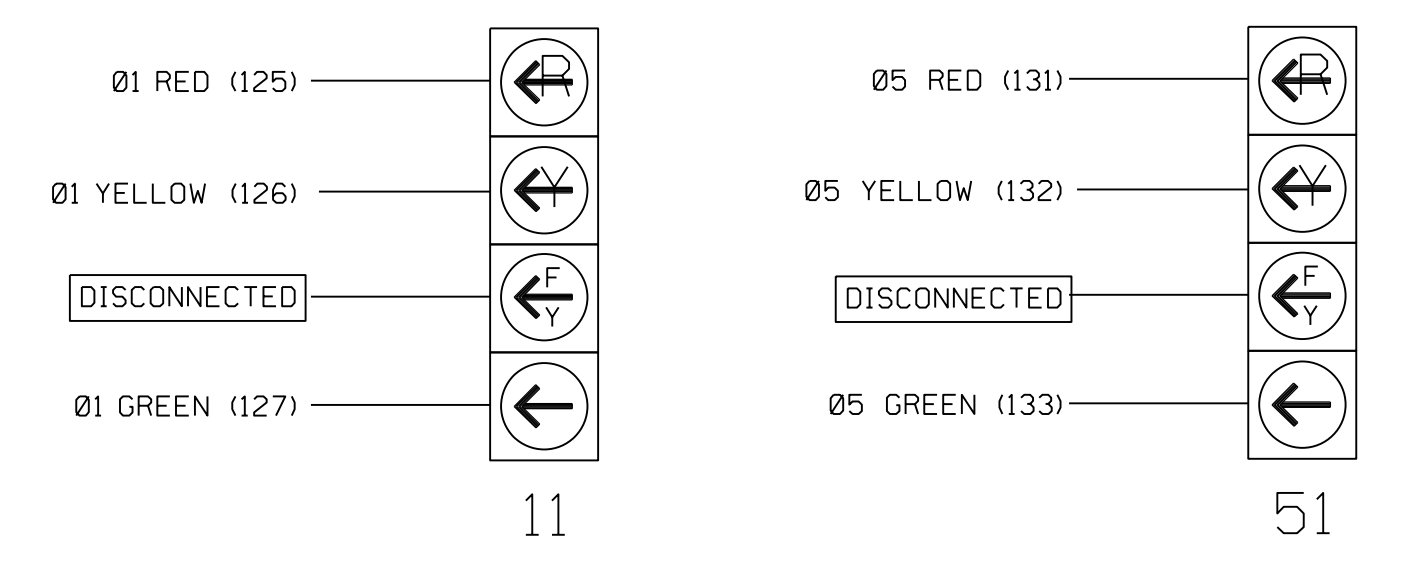 Ø1 RED (125)
R
Ø1 YELLOW (126)
Y
DISCONNECTED
F
Y
Ø1 GREEN (127)
11
Ø5 RED (131)
R
Ø5 YELLOW (132)
Y
DISCONNECTED
F
Y
Ø5 GREEN (133)
51